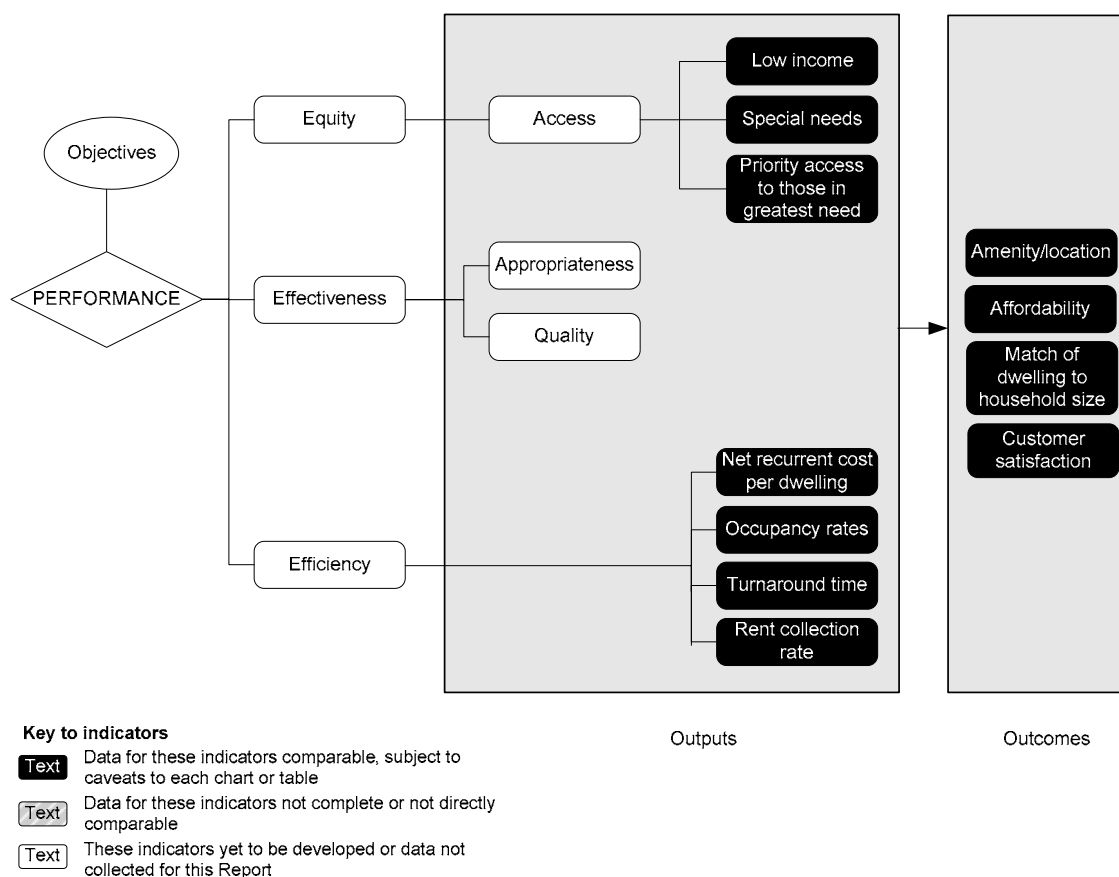 Objectives
PERFORMANCE
Equity
Access
Low income
Special needs
Priority access
to those in
greatest need
Effectiveness
Appropriateness
Quality
Efficiency
Net recurrent cost
per dwelling
Occupancy rates
Turnaround time
Rent collection
rate
Amenity/location
Affordability
Match of
dwelling to
household size
Customer
satisfaction
Outputs
Outcomes
Key to indicators
Text
Data for these indicators comparable, subject to
caveats to each chart or table
Text
Data for these indicators not complete or not directly
comparable
Text
These indicators yet to be developed or data not
collected for this Report